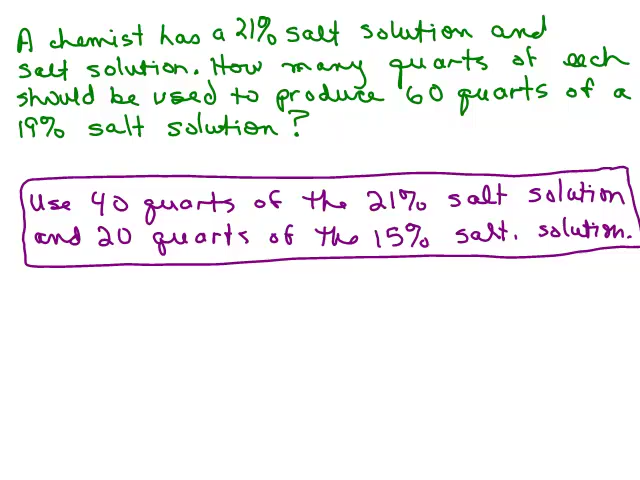 A chemist has a 21% salt solution and
salt solution. How many quarts of each
should be used to produce 60 quarts of a
19% salt solution?
Use 40 quarts of the 21% salt solution
and 20 quarts of the 15% salt. solution.